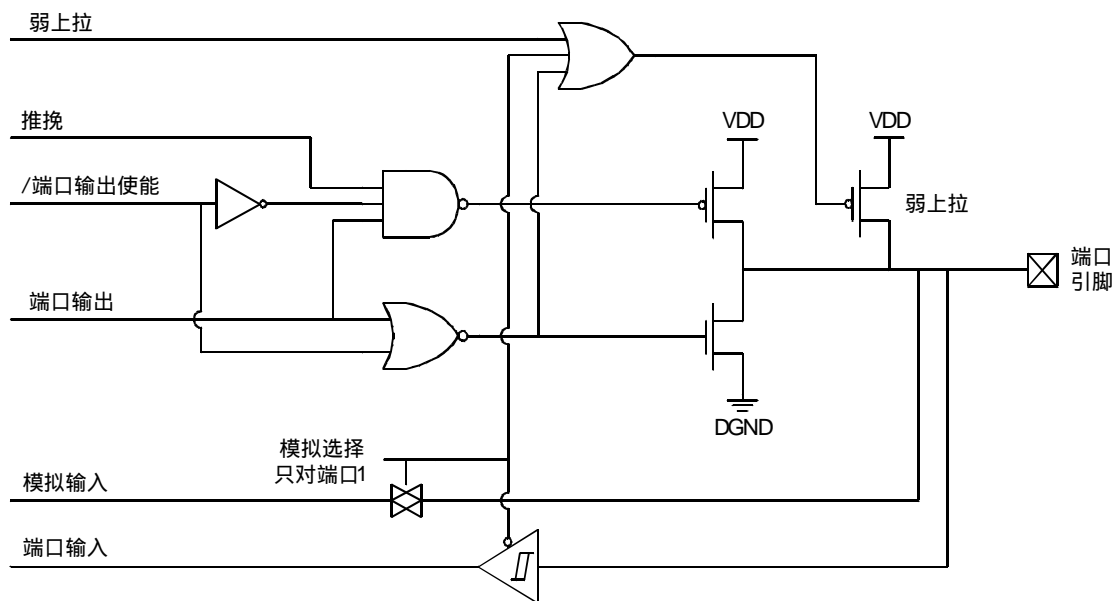 弱上拉
推挽
VDD
VDD
/端口输出使能
弱上拉
端口
引脚
端口输出
DGND
模拟选择
只对端口1
模拟输入
端口输入